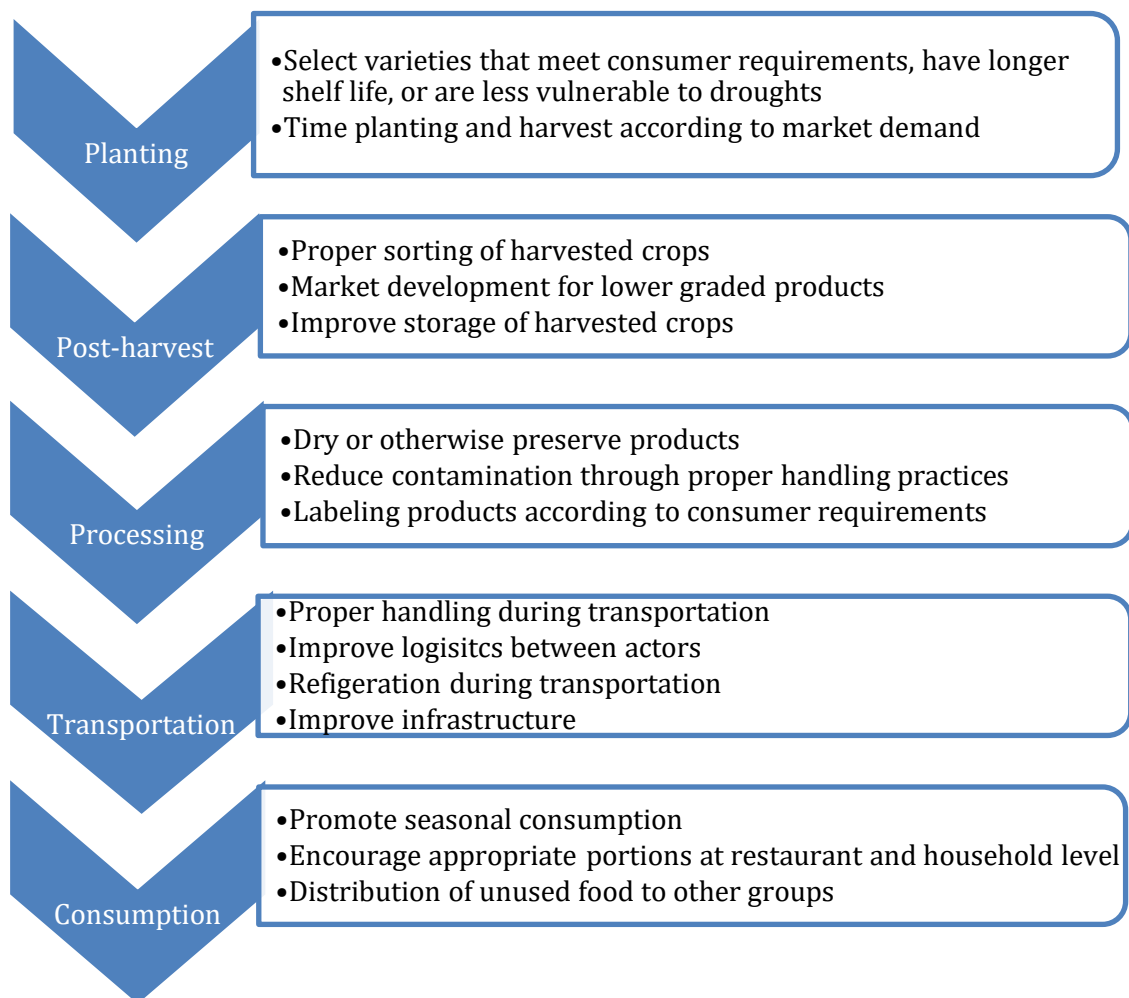 Planting
•Select varieties that meet consumer requirements, have longer
shelf life, or are less vulnerable to droughts
•Time planting and harvest according to market demand
Post-harvest
•Proper sorting of harvested crops
•Market development for lower graded products
•Improve storage of harvested crops
Processing
•Dry or otherwise preserve products
•Reduce contamination through proper handling practices
•Labeling products according to consumer requirements
Transportation
•Proper handling during transportation
•Improve logisitcs between actors
•Refigeration during transportation
•Improve infrastructure
Consumption
•Promote seasonal consumption
•Encourage appropriate portions at restaurant and household level
•Distribution of unused food to other groups